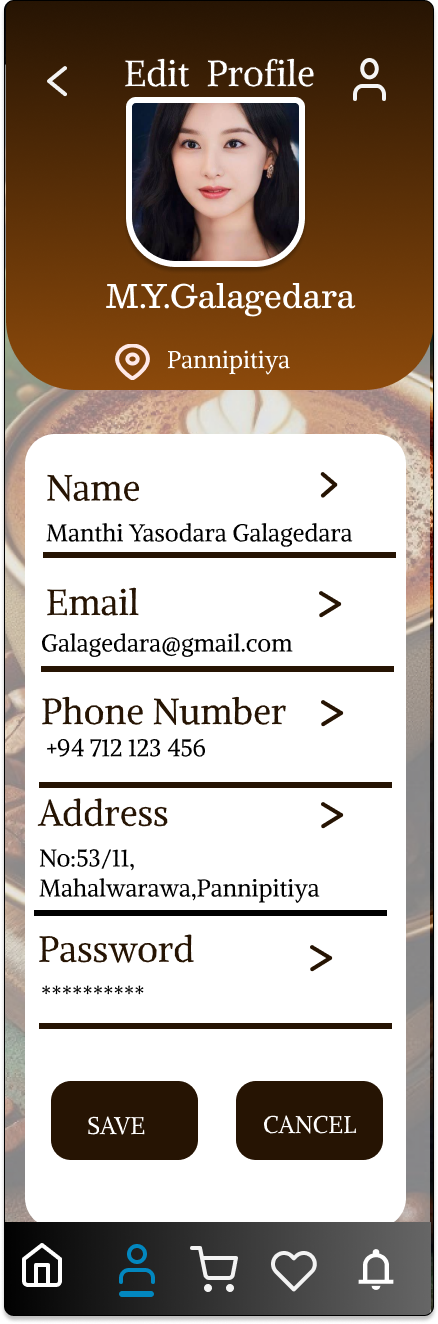 Edit Profile
M.Y.Galagedara
Pannipitiya
Name
Manthi Yasodara Galagedara
Email
Galagedara@gmail.com
Phone Number
+94 712 123 456
Address
No:53/11,
Mahalwarawa,Pannipitiya
Password
**********
SAVE
CANCEL